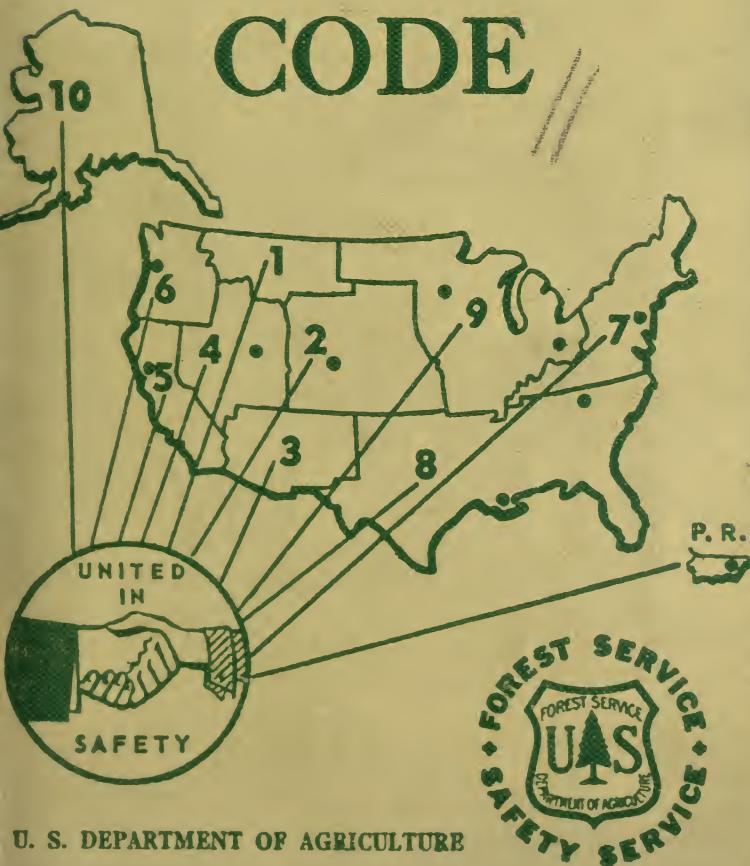 CODE
10
1
6
9
7
4
2
5
3
8
P. R.
UNITED
IN
SAFETY
FOREST SERVICE
SAFETY SERVICE
FOREST SERVICE
U S
DEPARTMENT OF AGRICULTURE
U. S. DEPARTMENT OF AGRICULTURE